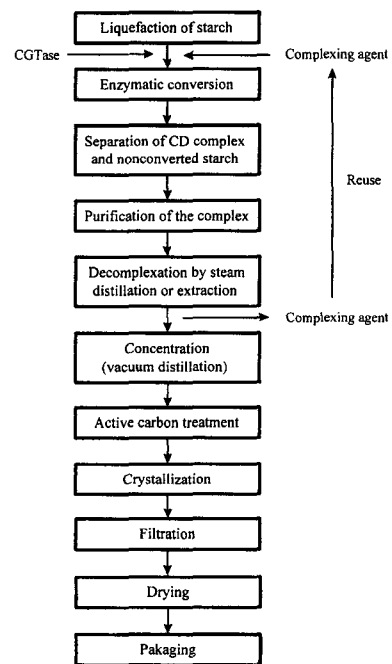 Liquefaction of starch
CGTase
Complexing agent
Enzymatic conversion
Separation of CD complex
and nonconverted starch
Reuse
Purification of the complex
Decomplexation by steam
distillation or extraction
Complexing agent
Concentration
(vacuum distillation)
Active carbon treatment
Crystallization
Filtration
Drying
Pakaging